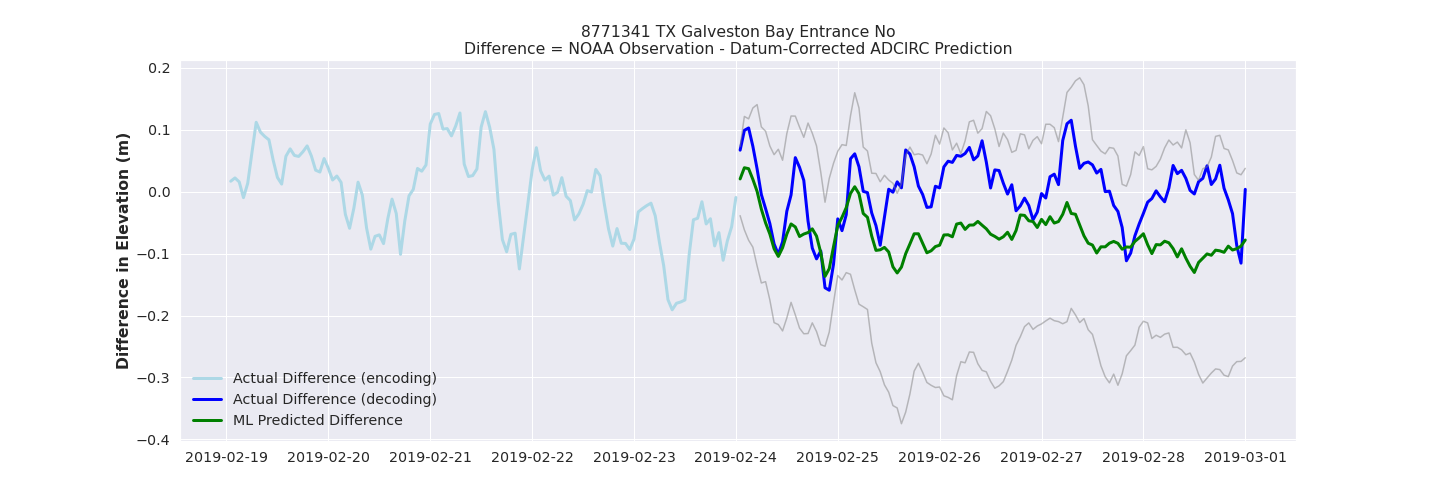 8771341 TX Galveston Bay Entrance No
Difference = NOAA Observation - Datum-Corrected ADCIRC Prediction
Difference in Elevation (m)
0.2
0.1
0.0
−0.1
−0.2
−0.3
−0.4
Actual Difference (encoding)
Actual Difference (decoding)
ML Predicted Difference
2019-02-19 2019-02-20 2019-02-21 2019-02-22 2019-02-23 2019-02-24 2019-02-25 2019-02-26 2019-02-27 2019-02-28 2019-03-01